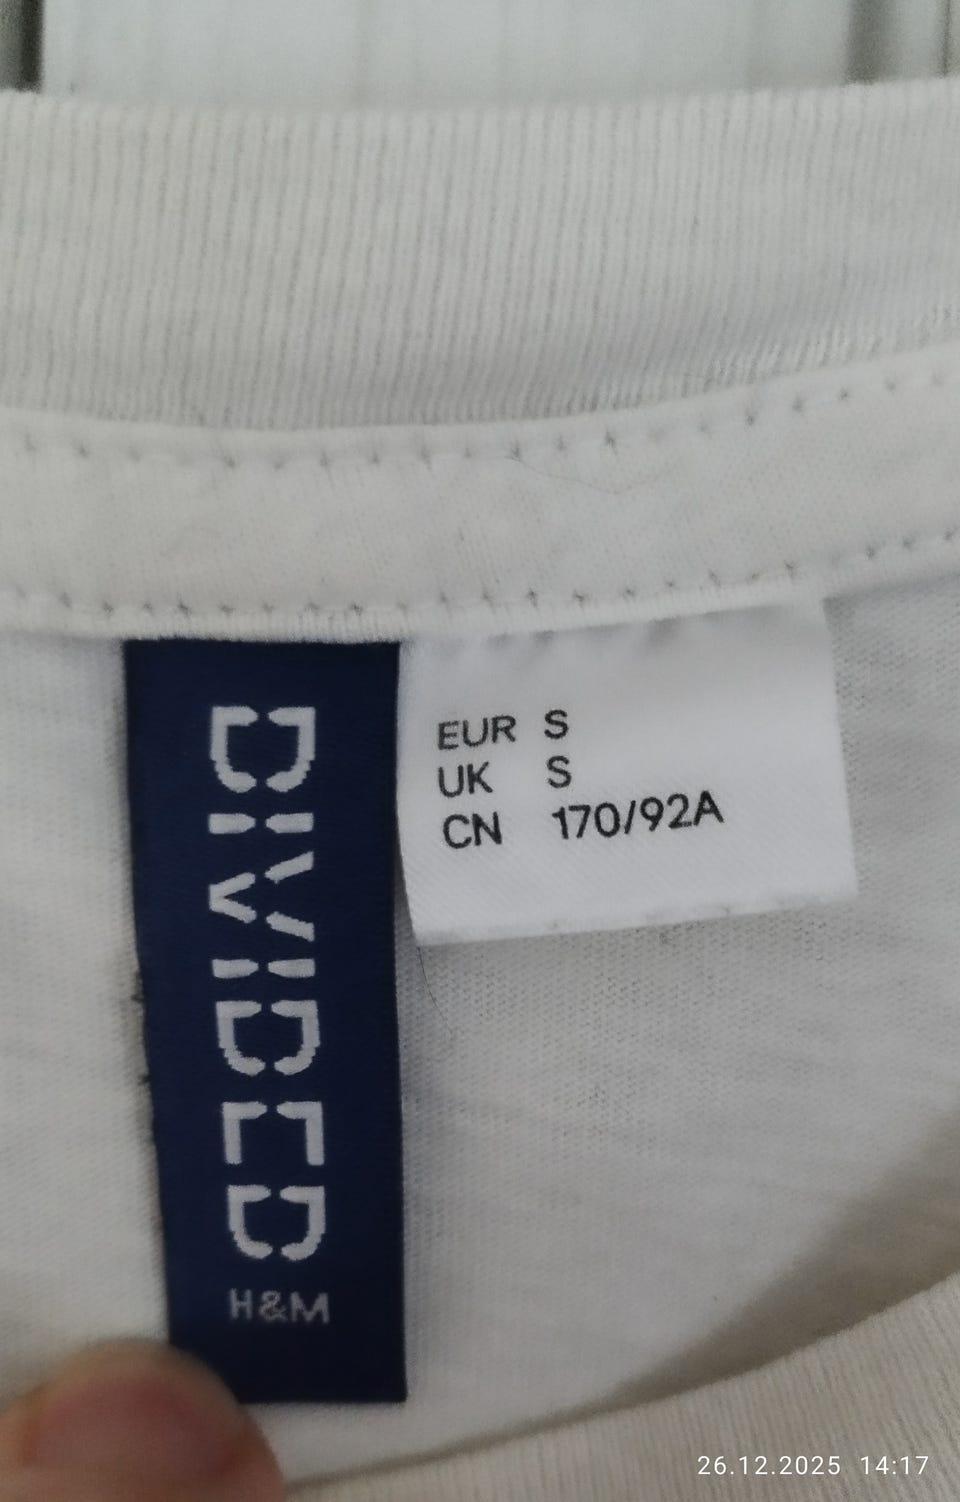 DIVIDED
H&M
EUR S
UK S
CN 170/92A
26.12.2025 14:17